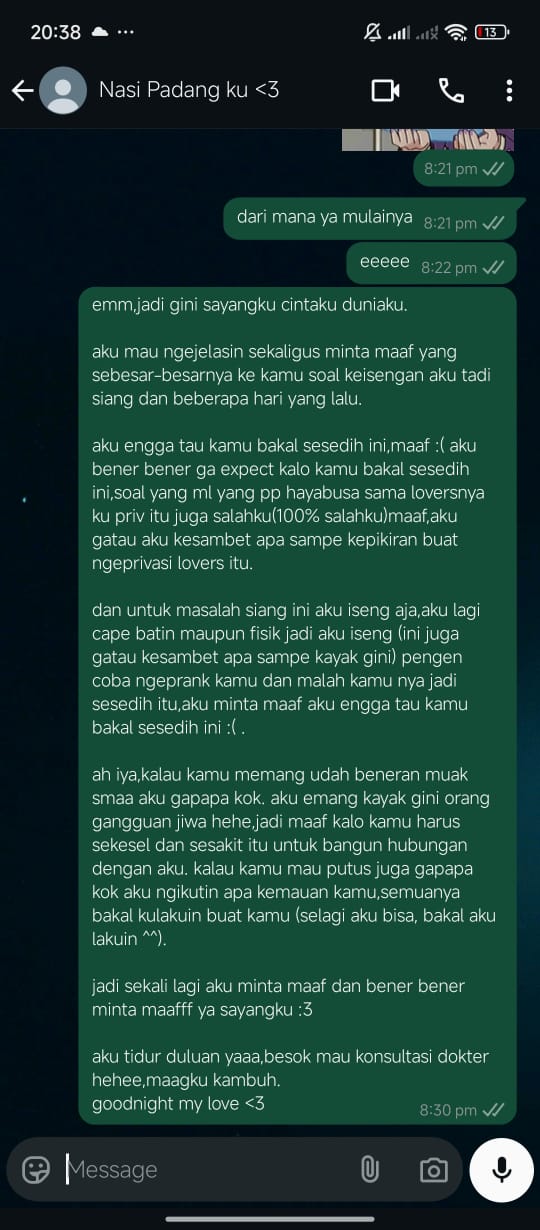 20:38
13
Nasi Padang ku <3
8:21 pm
dari mana ya mulainya 8:21 pm
eeeee 8:22 pm
emm,jadi gini sayangku cintaku duniaku.
aku mau ngejelasin sekaligus minta maaf yang
sebesar-besarnya ke kamu soal keisengan aku tadi
siang dan beberapa hari yang lalu.
aku engga tau kamu bakal sesedih ini,maaf :( aku
bener bener ga expect kalo kamu bakal sesedih
ini,soal yang ml yang pp hayabusa sama loversnya
ku priv itu juga salahku(100% salahku)maaf,aku
gatau aku kesambet apa sampe kepikiran buat
ngeprivasi lovers itu.
dan untuk masalah siang ini aku iseng aja,aku lagi
cape batin maupun fisik jadi aku iseng (ini juga
gatau kesambet apa sampe kayak gini) pengen
coba ngeprank kamu dan malah kamu nya jadi
sesedih itu,aku minta maaf aku engga tau kamu
bakal sesedih ini :( .
ah iya,kalau kamu memang udah beneran muak
smaa aku gapapa kok. aku emang kayak gini orang
gangguan jiwa hehe,jadi maaf kalo kamu harus
sekesel dan sesakit itu untuk bangun hubungan
dengan aku. kalau kamu mau putus juga gapapa
kok aku ngikutin apa kemauan kamu,semuanya
bakal kulakuin buat kamu (selagi aku bisa, bakal aku
lakuin ^^).
jadi sekali lagi aku minta maaf dan bener bener
minta maafff ya sayangku :3
aku tidur duluan yaaa,besok mau konsultasi dokter
hehee,maagku kambuh.
goodnight my love <3
8:30 pm
Message